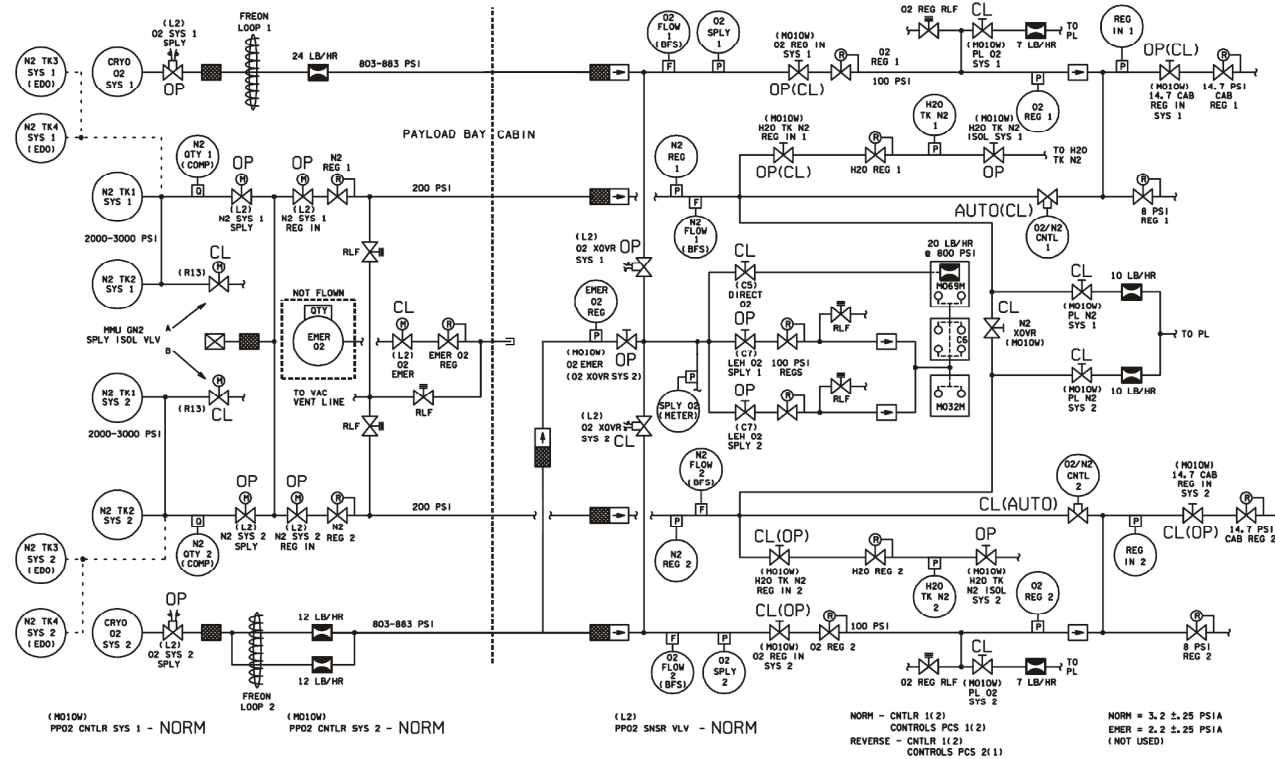 N2 TK3
SYS 1
(EDO)
N2 TK4
SYS 1
(EDO)
CRYO
O2
SYS 1
(L2)
O2 SYS 1
SPLY
OP
FREON
LOOP 1
24 LB/HR
803-883 PSI
PAYLOAD BAY
CABIN
N2 TK1
SYS 1
N2
QTY 1
(COMP)
Q
OP
M
(L2)
N2 SYS 1
SPLY
OP
M
(L2)
N2 SYS 1
REG IN
N2
REG 1
R
200 PSI
2000-3000 PSI
N2 TK2
SYS 1
(R13)
CL
M
RLF
MMU GN2
SPLY ISOL VLV
A
B
NOT FLOWN
QTY
EMER
O2
CL
M
(L2)
O2
EMER
R
EMER O2
REG
TO VAC
VENT LINE
RLF
RLF
N2 TK1
SYS 2
(R13)
M
CL
2000-3000 PSI
N2 TK2
SYS 2
Q
N2
QTY 2
(COMP)
OP
M
(L2)
N2 SYS 2
SPLY
OP
M
(L2)
N2 SYS 2
REG IN
R
N2
REG 2
200 PSI
N2 TK3
SYS 2
(EDO)
N2 TK4
SYS 2
(EDO)
CRYO
O2
SYS 2
OP
(L2)
O2 SYS 2
SPLY
12 LB/HR
803-883 PSI
12 LB/HR
FREON
LOOP 2
O2
FLOW
1
(BFS)
F
O2
SPLY
1
P
(MO10W)
O2 REG IN
SYS 1
OP(CL)
R
O2
REG 1
100 PSI
O2 REG RLF
CL
(MO10W)
PL O2
SYS 1
7 LB/HR
TO
PL
P
O2
REG 1
REG
IN 1
P
OP(CL)
(MO10W)
14.7 CAB
REG IN
SYS 1
R
14.7 PSI
CAB
REG 1
N2
REG 1
P
F
N2
FLOW
1
(BFS)
(MO10W)
H2O TK N2
REG IN 1
OP(CL)
R
H2O REG 1
H2O
TK N2
1
P
(MO10W)
H2O TK N2
ISOL SYS 1
OP
TO H2O
TK N2
AUTO(CL)
O2/N2
CNTL
1
R
8 PSI
REG 1
(L2)
O2 XOVR
SYS 1
OP
EMER
O2
REG
P
OP
(MO10W)
O2 EMER
(O2 XOVR SYS 2)
CL
(C5)
DIRECT
O2
20 LB/HR
@ 800 PSI
MO69M
C6
MO32M
OP
(C7)
LEH O2
SPLY 1
R
100 PSI
REGS
RLF
OP
(C7)
LEH O2
SPLY 2
R
RLF
P
SPLY O2
(METER)
(L2)
O2 XOVR
SYS 2
CL
CL
N2
XOVR
(MO10W)
CL
(MO10W)
PL N2
SYS 1
10 LB/HR
TO PL
CL
(MO10W)
PL N2
SYS 2
10 LB/HR
N2
FLOW
2
(BFS)
F
P
N2
REG 2
CL(AUTO)
O2/N2
CNTL
2
P
REG
IN 2
(MO10W)
14.7 CAB
REG IN
SYS 2
CL(OP)
R
14.7 PSI
CAB REG 2
CL(OP)
(MO10W)
H2O TK N2
REG IN 2
R
H2O REG 2
P
H2O
TK N2
2
OP
(MO10W)
H2O TK
N2 ISOL
SYS 2
F
O2
FLOW
2
(BFS)
P
O2
SPLY
2
CL(OP)
(MO10W)
O2 REG IN
SYS 2
R
O2 REG 2
100 PSI
O2
REG 2
P
O2 REG RLF
CL
(MO10W)
PL O2
SYS 2
7 LB/HR
TO
PL
R
8 PSI
REG 2
(MO10W)
PPO2 CNTLR SYS 1 - NORM
(MO10W)
PPO2 CNTLR SYS 2 - NORM
(L2)
PPO2 SNSR VLV - NORM
NORM - CNTLR 1(2)
CONTROLS PCS 1(2)
REVERSE - CNTLR 1(2)
CONTROLS PCS 2(1)
NORM = 3.2 ±.25 PSIA
EMER = 2.2 ±.25 PSIA
(NOT USED)